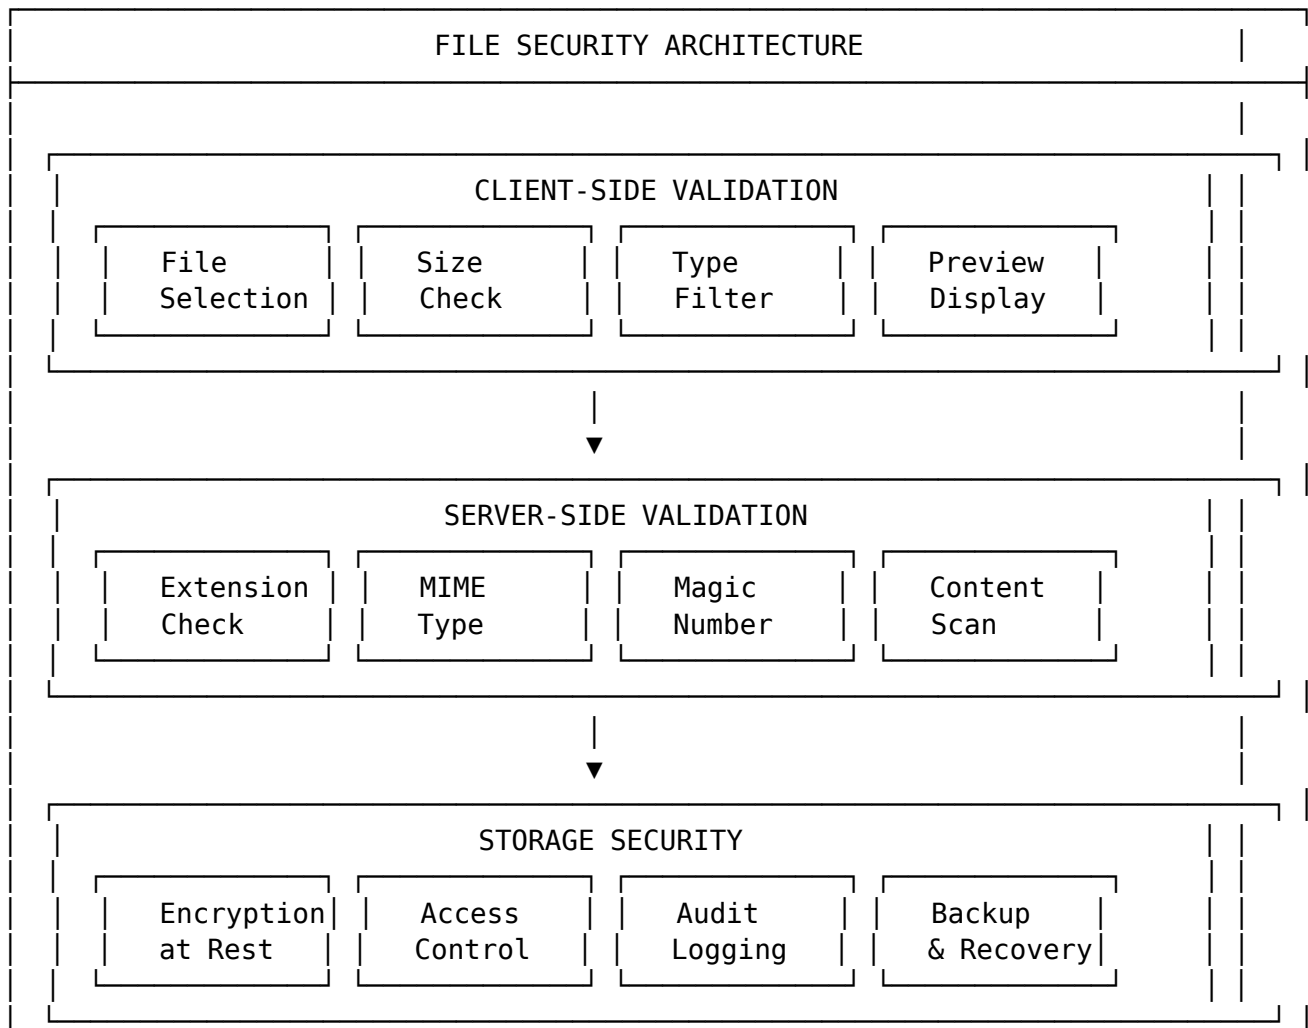 FILE SECURITY ARCHITECTURE
CLIENT-SIDE VALIDATION
File Size Type Preview
Selection Check Filter Display
SERVER-SIDE VALIDATION
Extension MIME Magic Content
Check Type Number Scan
STORAGE SECURITY
Encryption Access Audit Backup
at Rest Control Logging & Recovery